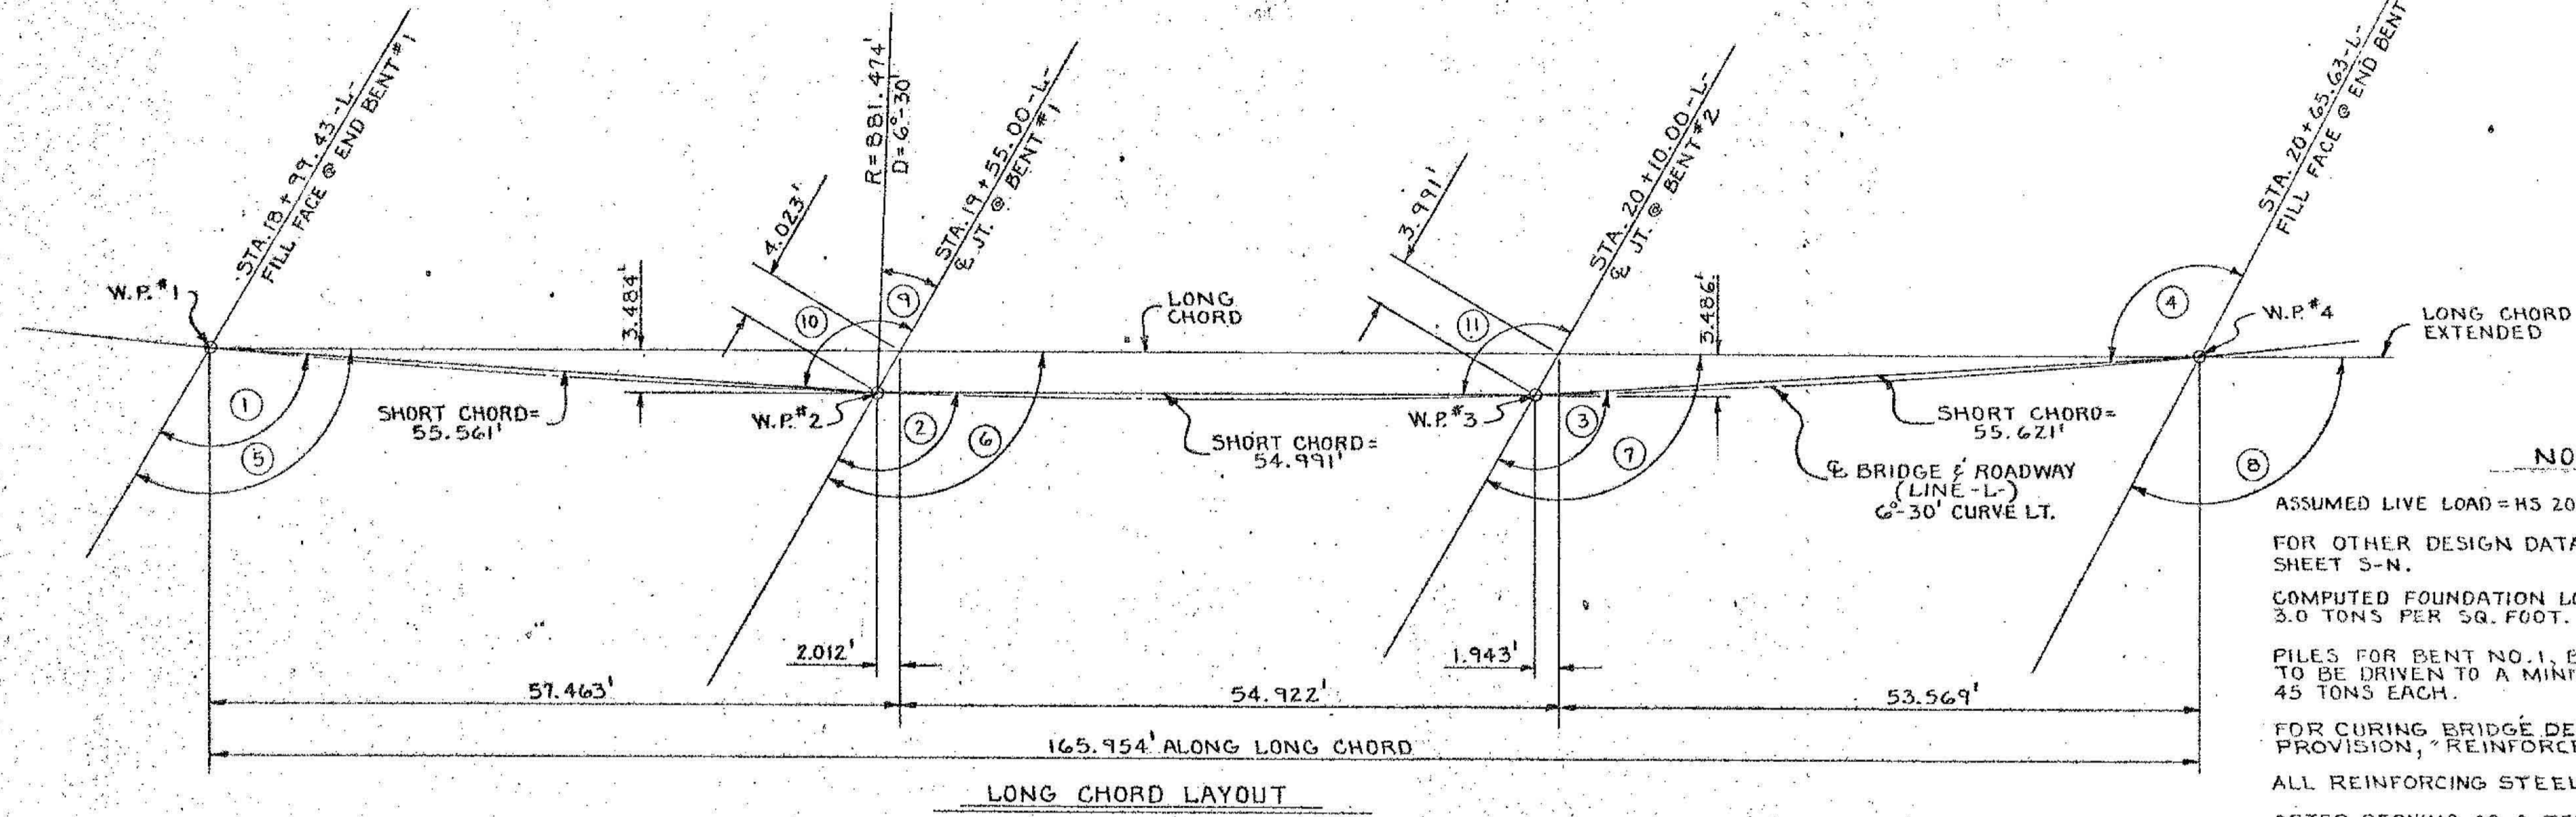 STA. 18 + 99.43 -L-
FILL FACE @ END BENT #1
R=881.474'
D=6°-30'
STA. 19 + 55.00 -L-
℄ JT. @ BENT #1
STA. 20 + 10.00 -L-
℄ JT. @ BENT #2
STA. 20 + 65.63 -L-
FILL FACE @ END BENT
4.023'
3.991'
W.P. #1
3.484'
10
9
LONG
CHORD
11
3.486'
4
W.P. #4
LONG CHORD
EXTENDED
1
SHORT CHORD=
55.561'
W.P. #2
2
6
SHORT CHORD=
54.991'
W.P. #3
3
7
SHORT CHORD=
55.621'
5
℄ BRIDGE & ROADWAY
(LINE -L-)
6°-30' CURVE LT.
8
NO
ASSUMED LIVE LOAD = HS 20
FOR OTHER DESIGN DATA
SHEET S-N.
COMPUTED FOUNDATION LO
3.0 TONS PER SQ. FOOT.
PILES FOR BENT NO. 1,
TO BE DRIVEN TO A MINI
45 TONS EACH.
FOR CURING BRIDGE DE
PROVISION, "REINFORCE
ALL REINFORCING STEEL
2.012'
1.943'
57.463'
54.922'
53.569'
165.954' ALONG LONG CHORD
LONG CHORD LAYOUT